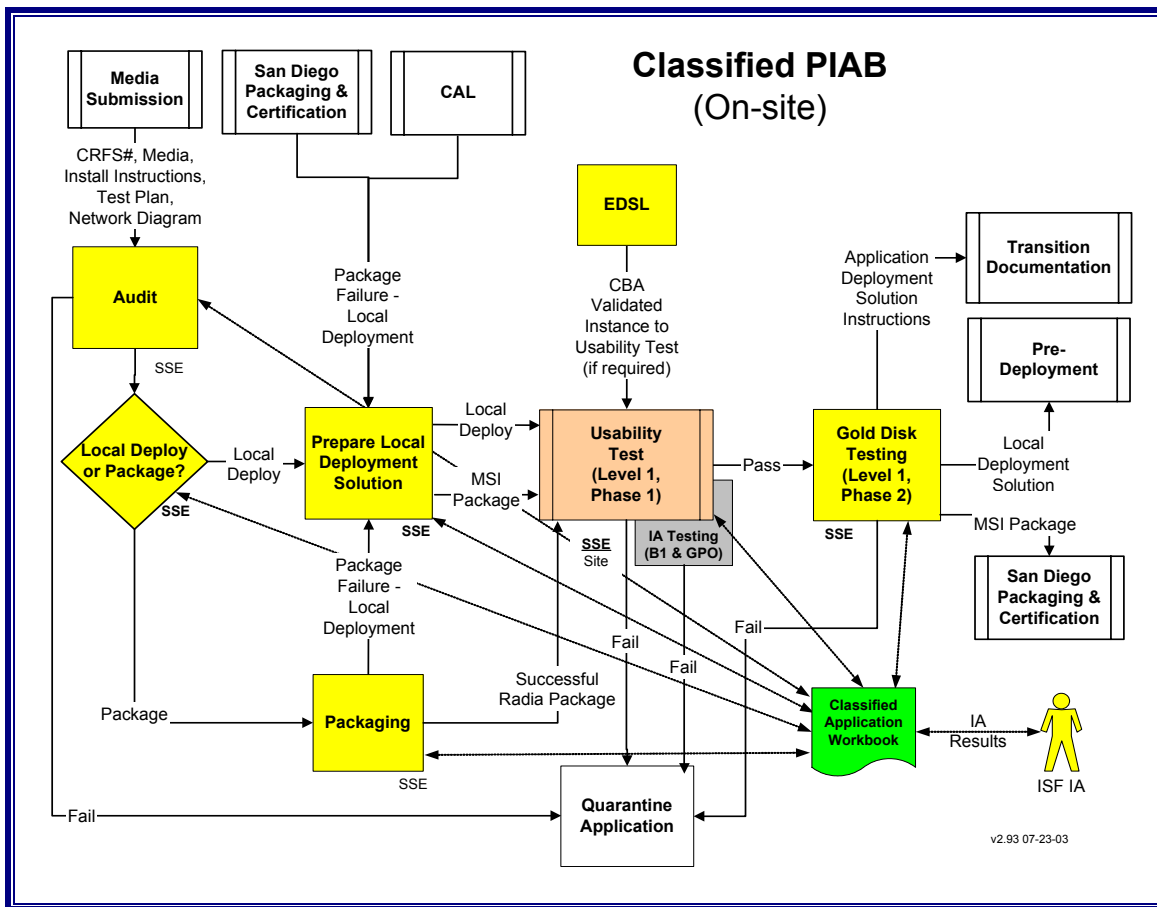 Classified PIAB
(On-site)
Media
Submission
San Diego
Packaging &
Certification
CAL
CRFS#, Media,
Install Instructions,
Test Plan,
Network Diagram
EDSL
Audit
SSE
Package
Failure -
Local
Deployment
CBA
Validated
Instance to
Usability Test
(if required)
Application
Deployment
Solution
Instructions
Transition
Documentation
Pre-
Deployment
Local Deploy
or Package?
SSE
Local
Deploy
Prepare Local
Deployment
Solution
SSE
Local
Deploy
MSI
Package
SSE
Site
Usability
Test
(Level 1,
Phase 1)
IA Testing
(B1 & GPO)
Pass
Gold Disk
Testing
(Level 1,
Phase 2)
SSE
Local
Deployment
Solution
MSI Package
San Diego
Packaging &
Certification
Package
Failure -
Local
Deployment
Fail
Fail
Fail
Package
Packaging
SSE
Successful
Radia Package
Classified
Application
Workbook
IA
Results
ISF IA
Fail
Quarantine
Application
v2.93 07-23-03